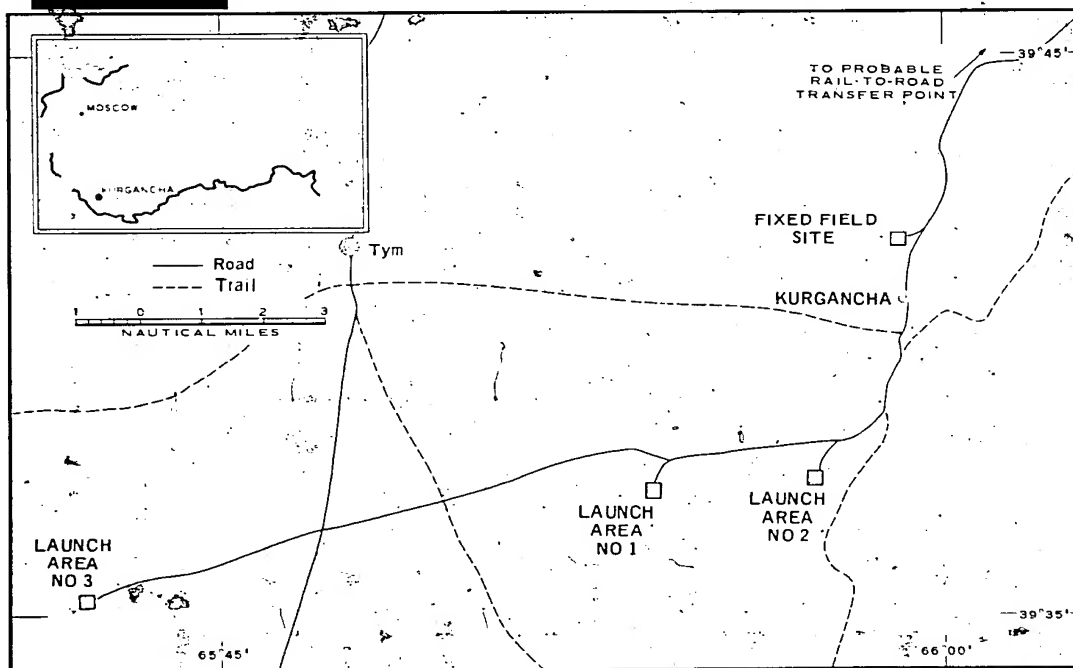 39°45'
TO PROBABLE
RAIL-TO-ROAD
TRANSFER POINT
MOSCOW
KURGANCHA
FIXED FIELD
SITE
Tym
Road
Trail
KURGANCHA
1 0 1 2 3
NAUTICAL MILES
LAUNCH
AREA
NO 1
LAUNCH
AREA
NO 2
LAUNCH
AREA
NO 3
39°35'
65°45'
66°00'